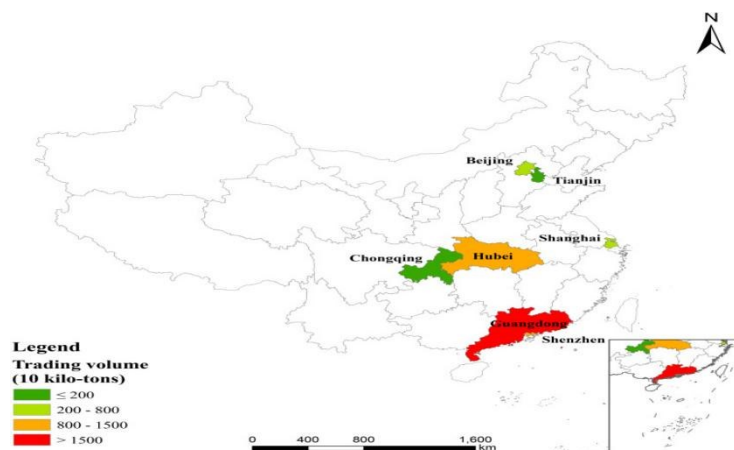 N
Beijing
Tianjin
Shanghai
Chongqing
Hubei
Guangdong
Shenzhen
Legend
Trading volume
(10 kilo-tons)
≤ 200
200 - 800
800 - 1500
> 1500
0 400 800 1,600
km